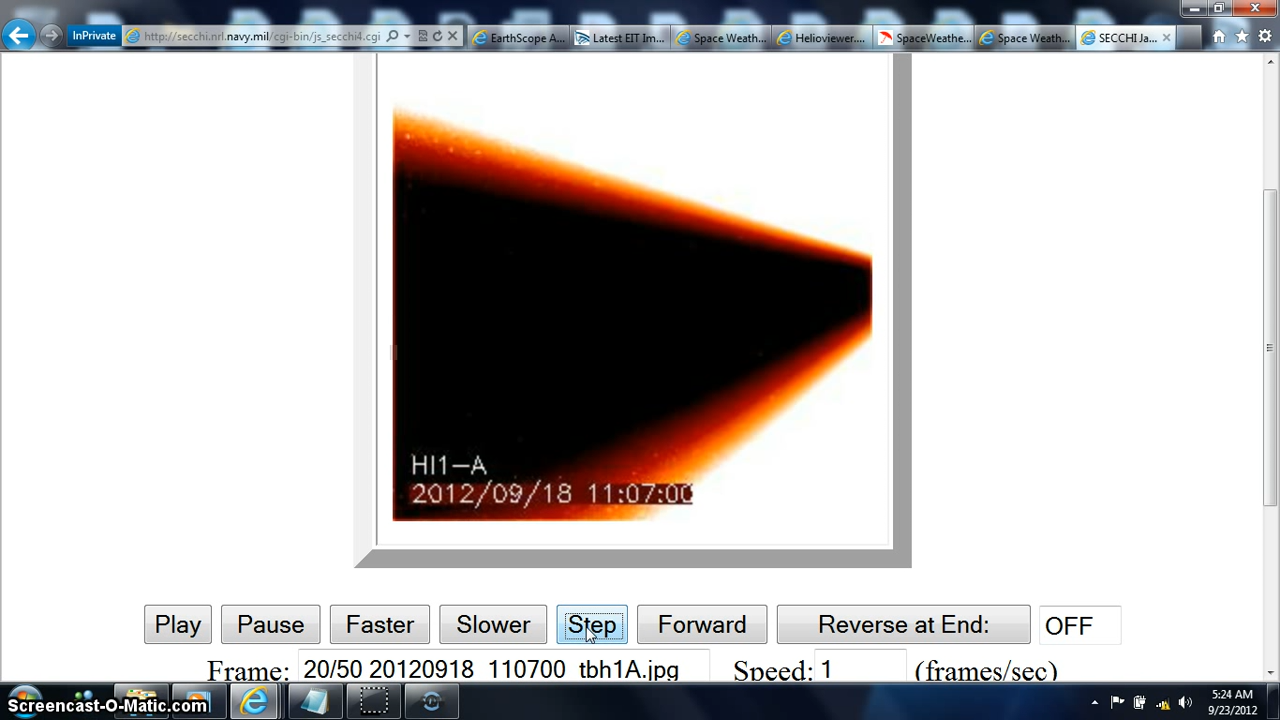 InPrivate
http://secchi.nrl.navy.mil/cgi-bin/js_secchi4.cgi
EarthScope A...
Latest EIT Im...
Space Weath...
Helioviewer....
SpaceWeathe...
Space Weath...
SECCHI Ja...
HI1-A
2012/09/18 11:07:00
Play
Pause
Faster
Slower
Step
Forward
Reverse at End:
OFF
Frame: 20/50 20120918_110700_tbh1A.jpg Speed: 1 (frames/sec)
Screencast-O-Matic.com
5:24 AM
9/23/2012